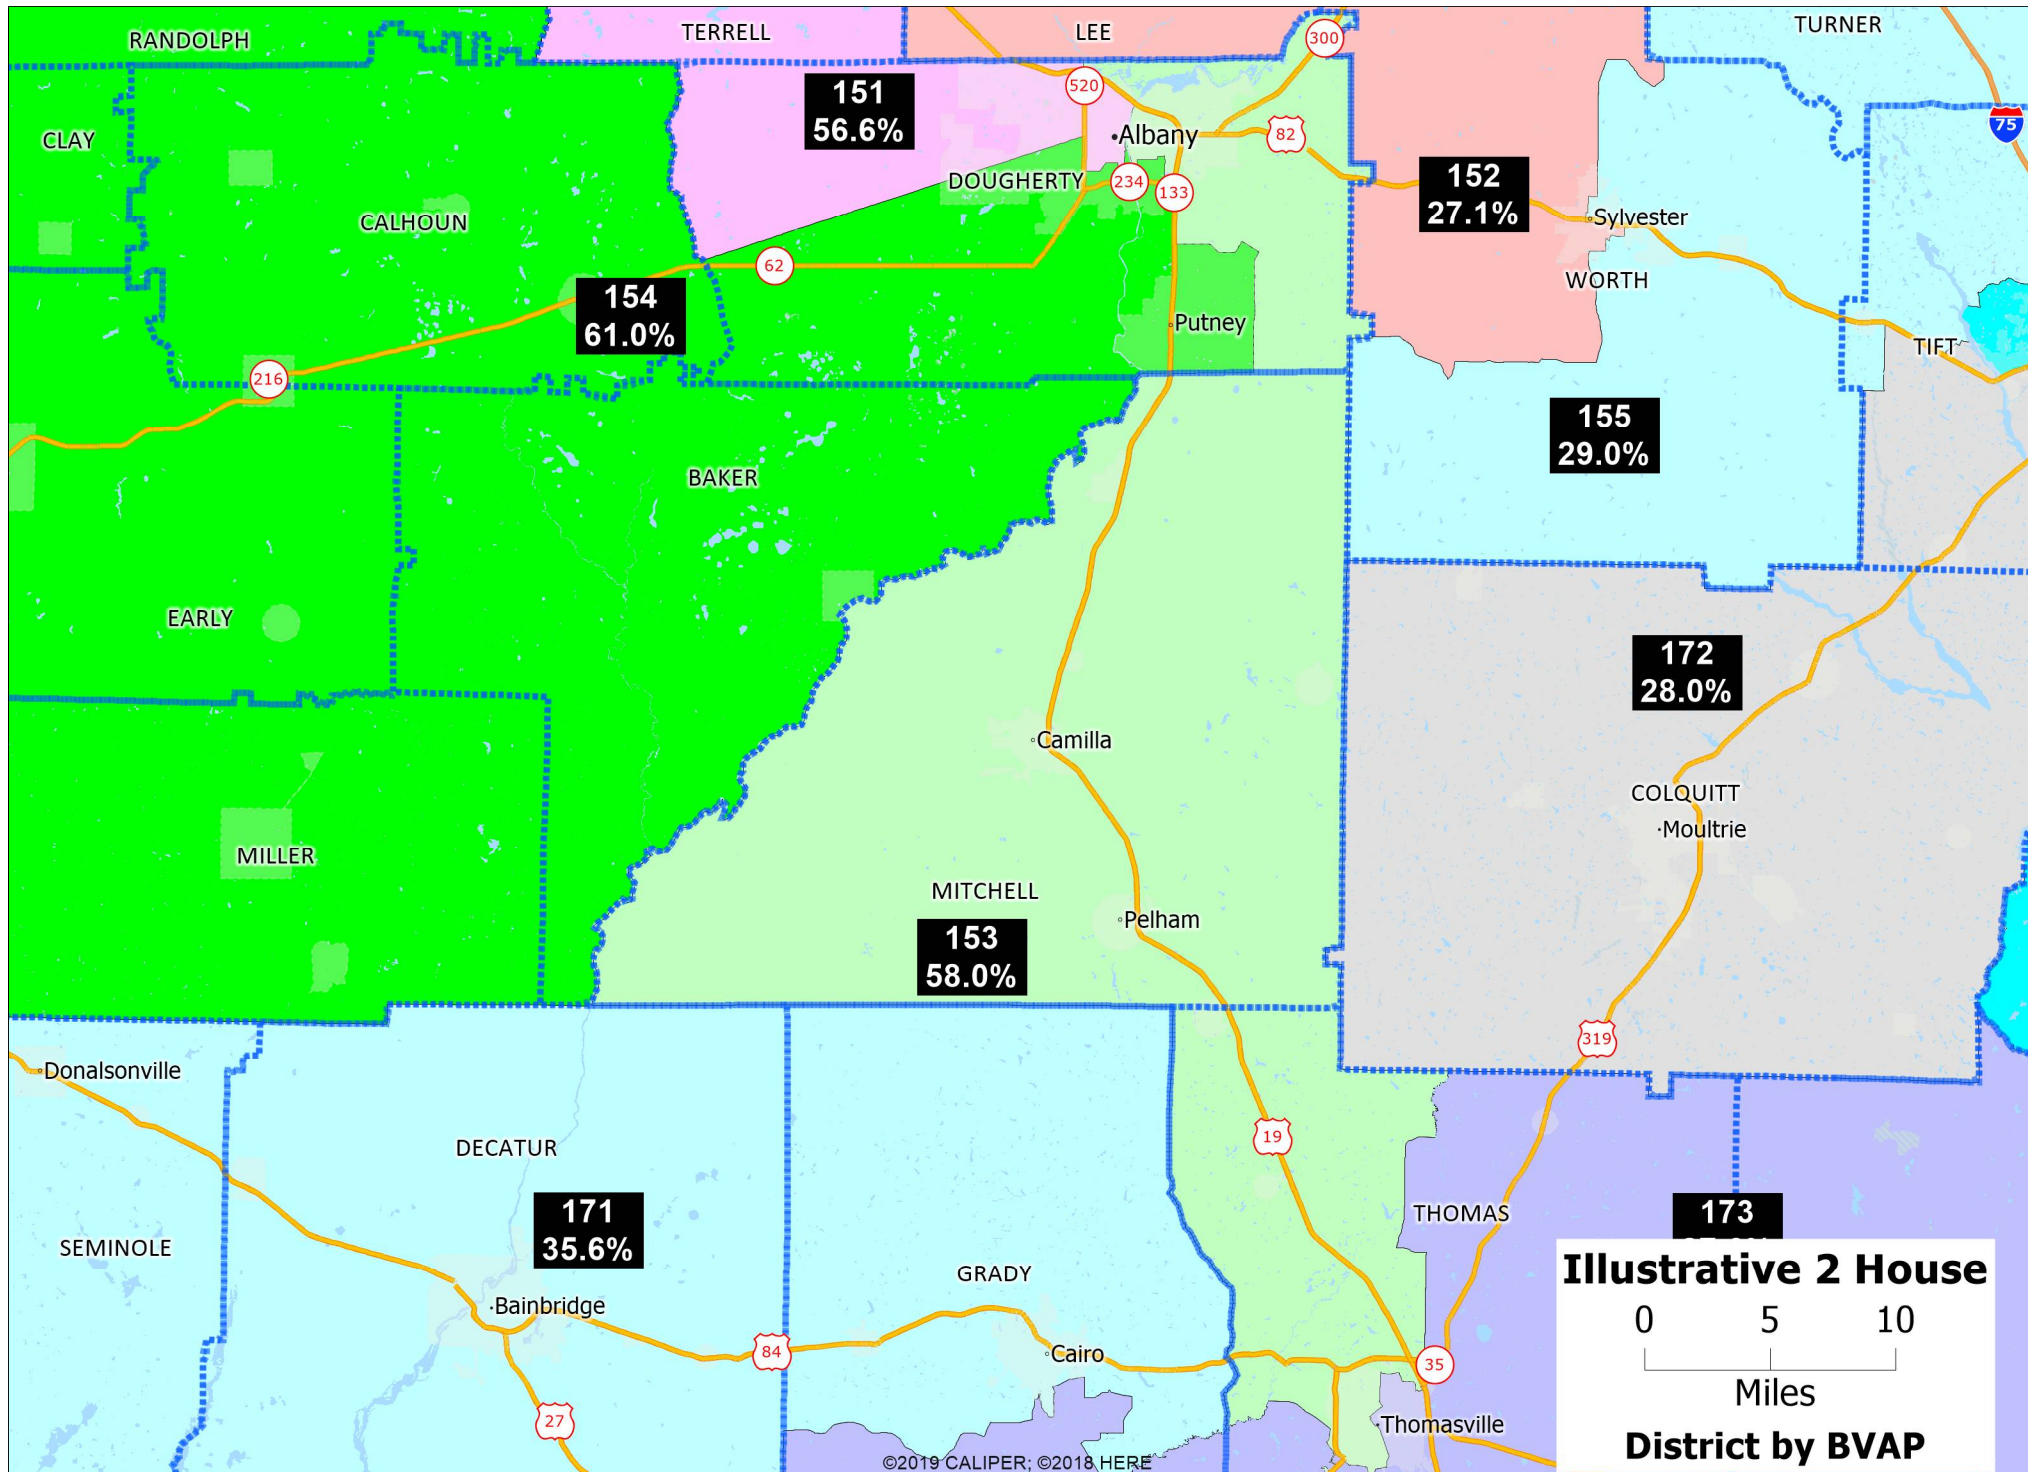 RANDOLPH
TERRELL
LEE
300
TURNER
520
151
56.6%
75
CLAY
Albany
82
DOUGHERTY
234
133
152
27.1%
CALHOUN
Sylvester
62
WORTH
154
61.0%
Putney
TIFT
216
155
29.0%
BAKER
EARLY
172
28.0%
Camilla
COLQUITT
Moultrie
MILLER
MITCHELL
Pelham
153
58.0%
319
Donalsonville
19
DECATUR
171
35.6%
THOMAS
173
SEMINOLE
GRADY
Illustrative 2 House
0 5 10
Miles
District by BVAP
Bainbridge
84
Cairo
35
27
Thomasville
©2019 CALIPER; ©2018 HERE